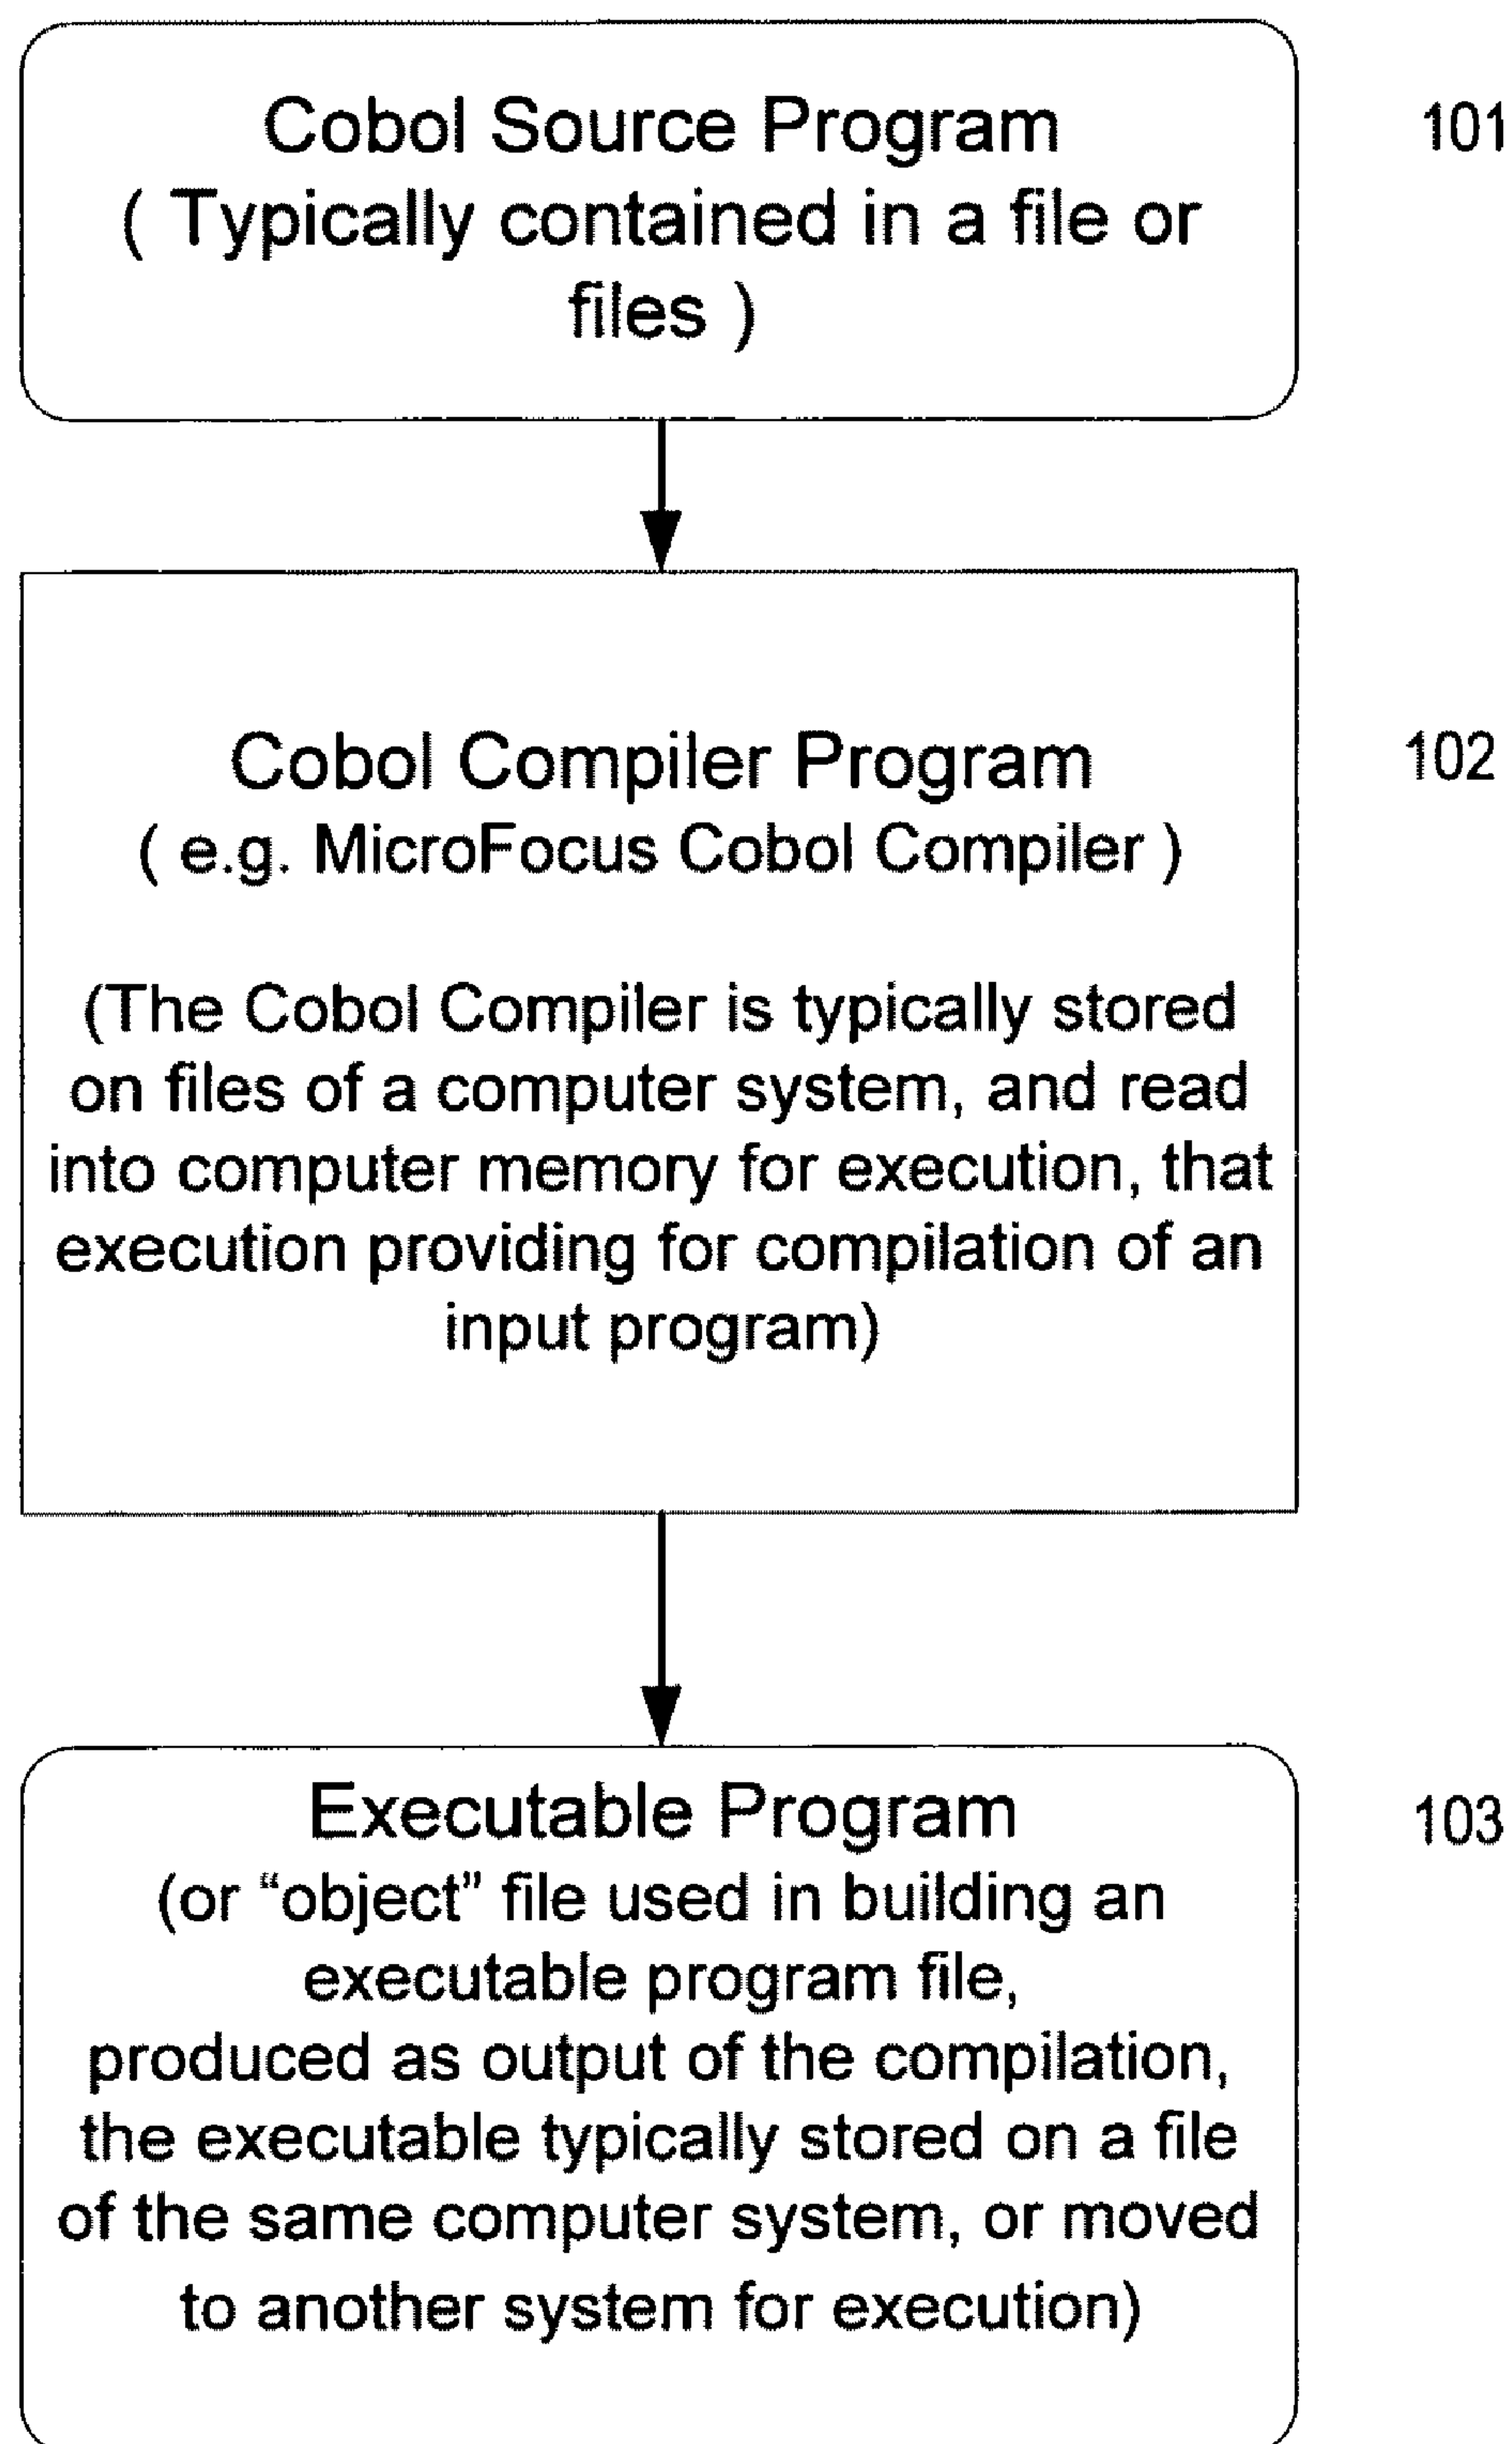 Cobol Source Program
101
( Typically contained in a file or
files )
Cobol Compiler Program
102
( e.g. MicroFocus Cobol Compiler )
(The Cobol Compiler is typically stored
on files of a computer system, and read
into computer memory for execution, that
execution providing for compilation of an
input program)
Executable Program
103
(or “object” file used in building an
executable program file,
produced as output of the compilation,
the executable typically stored on a file
of the same computer system, or moved
to another system for execution)